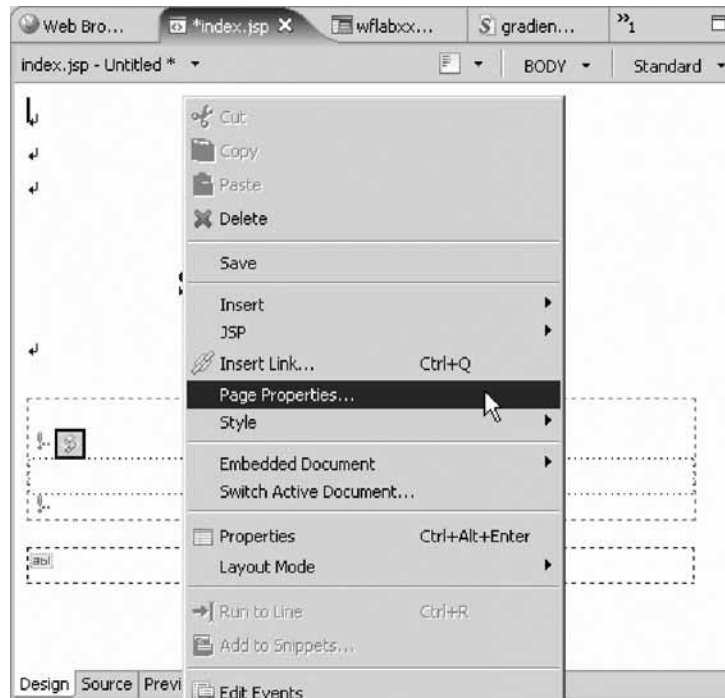 Web Bro... *index.jsp wflabxx... gradien... »1
index.jsp - Untitled * BODY Standard
Cut
Copy
Paste
Delete
Save
Insert
JSP
Insert Link... Ctrl+Q
Page Properties...
Style
Embedded Document
Switch Active Document...
Properties Ctrl+Alt+Enter
Layout Mode
Run to Line Ctrl+R
Add to Snippets...
Design Source Previ Edit Events